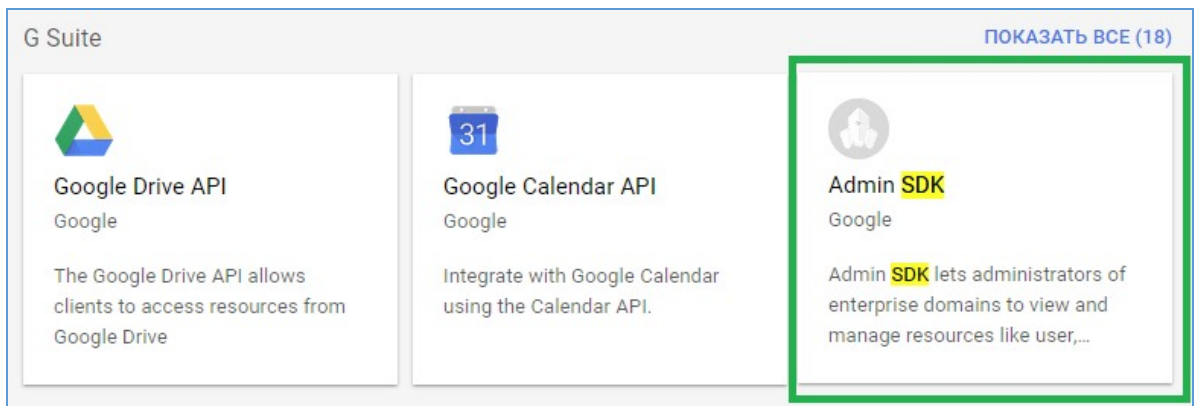 G Suite
ПОКАЗАТЬ ВСЕ (18)
Google Drive API
Google
The Google Drive API allows
clients to access resources from
Google Drive
31
Google Calendar API
Google
Integrate with Google Calendar
using the Calendar API.
Admin SDK
Google
Admin SDK lets administrators of
enterprise domains to view and
manage resources like user,...